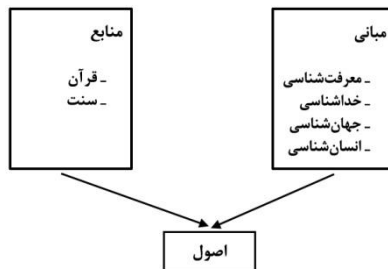 مبانی
ـ معرفت‌شناسی
ـ خداشناسی
ـ جهان‌شناسی
ـ انسان‌شناسی
منابع
ـ قرآن
ـ سنت
اصول